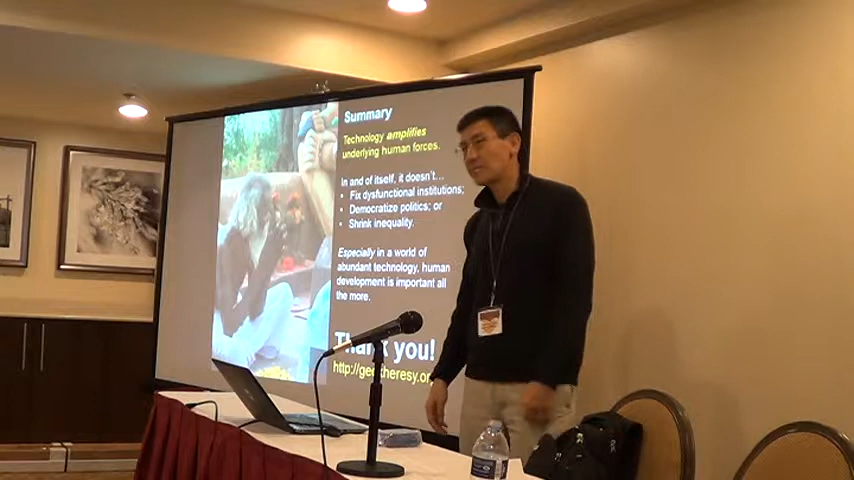 Summary
Technology amplifies
underlying human forces.
In and of itself, it doesn't…
• Fix dysfunctional institutions;
• Democratize politics; or
• Shrink inequality.
Especially in a world of
abundant technology, human
development is important all
the more.
you!